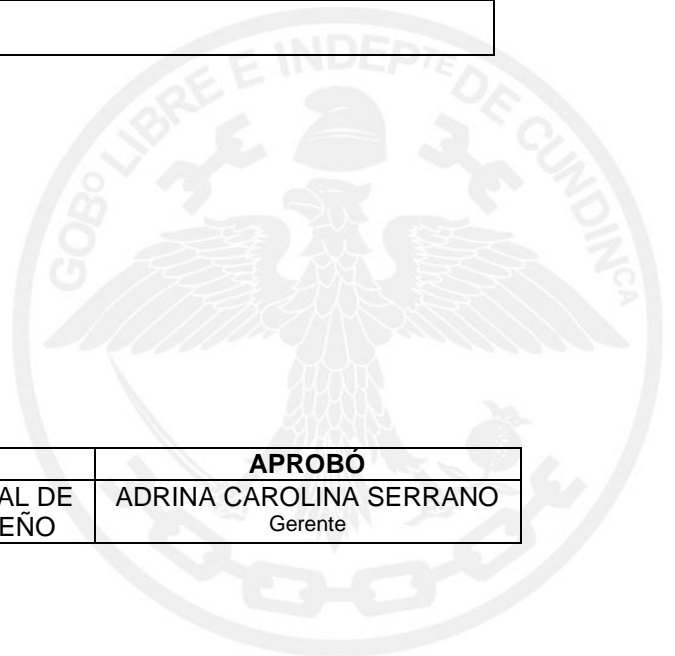 GOBº LIBRE E INDEPTE DE CUNDINCA
APROBÓ
AL DE
ADRINA CAROLINA SERRANO
EÑO
Gerente